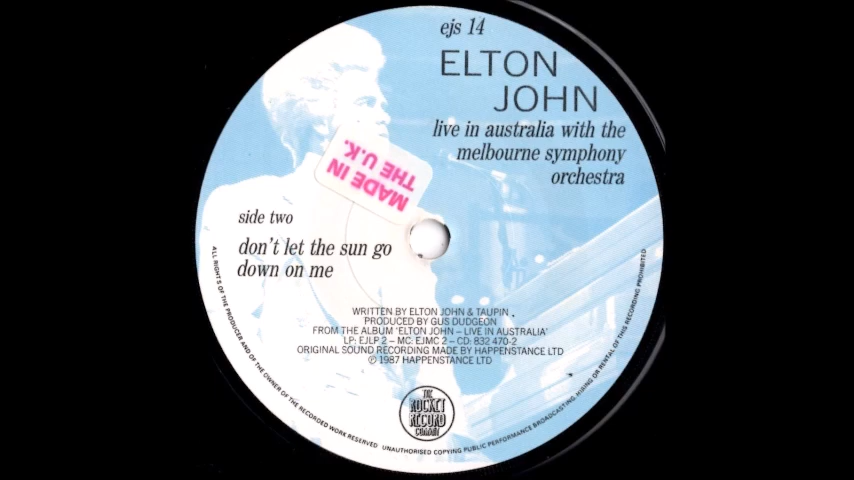 ejs 14
ELTON
JOHN
live in australia with the
melbourne symphony
orchestra
MADE IN
THE U.K.
side two
don't let the sun go
down on me
WRITTEN BY ELTON JOHN & TAUPIN.
PRODUCED BY GUS DUDGEON
FROM THE ALBUM 'ELTON JOHN – LIVE IN AUSTRALIA'
LP: EJLP 2 – MC: EJMC 2 – CD: 832 470-2
ORIGINAL SOUND RECORDING MADE BY HAPPENSTANCE LTD
℗ 1987 HAPPENSTANCE LTD
THE
ROCKET
RECORD
COMPANY
ALL RIGHTS OF THE PRODUCER AND OF THE OWNER OF THE RECORDED WORK RESERVED UNAUTHORISED COPYING PUBLIC PERFORMANCE BROADCASTING, HIRING OR RENTAL OF THIS RECORDING PROHIBITED